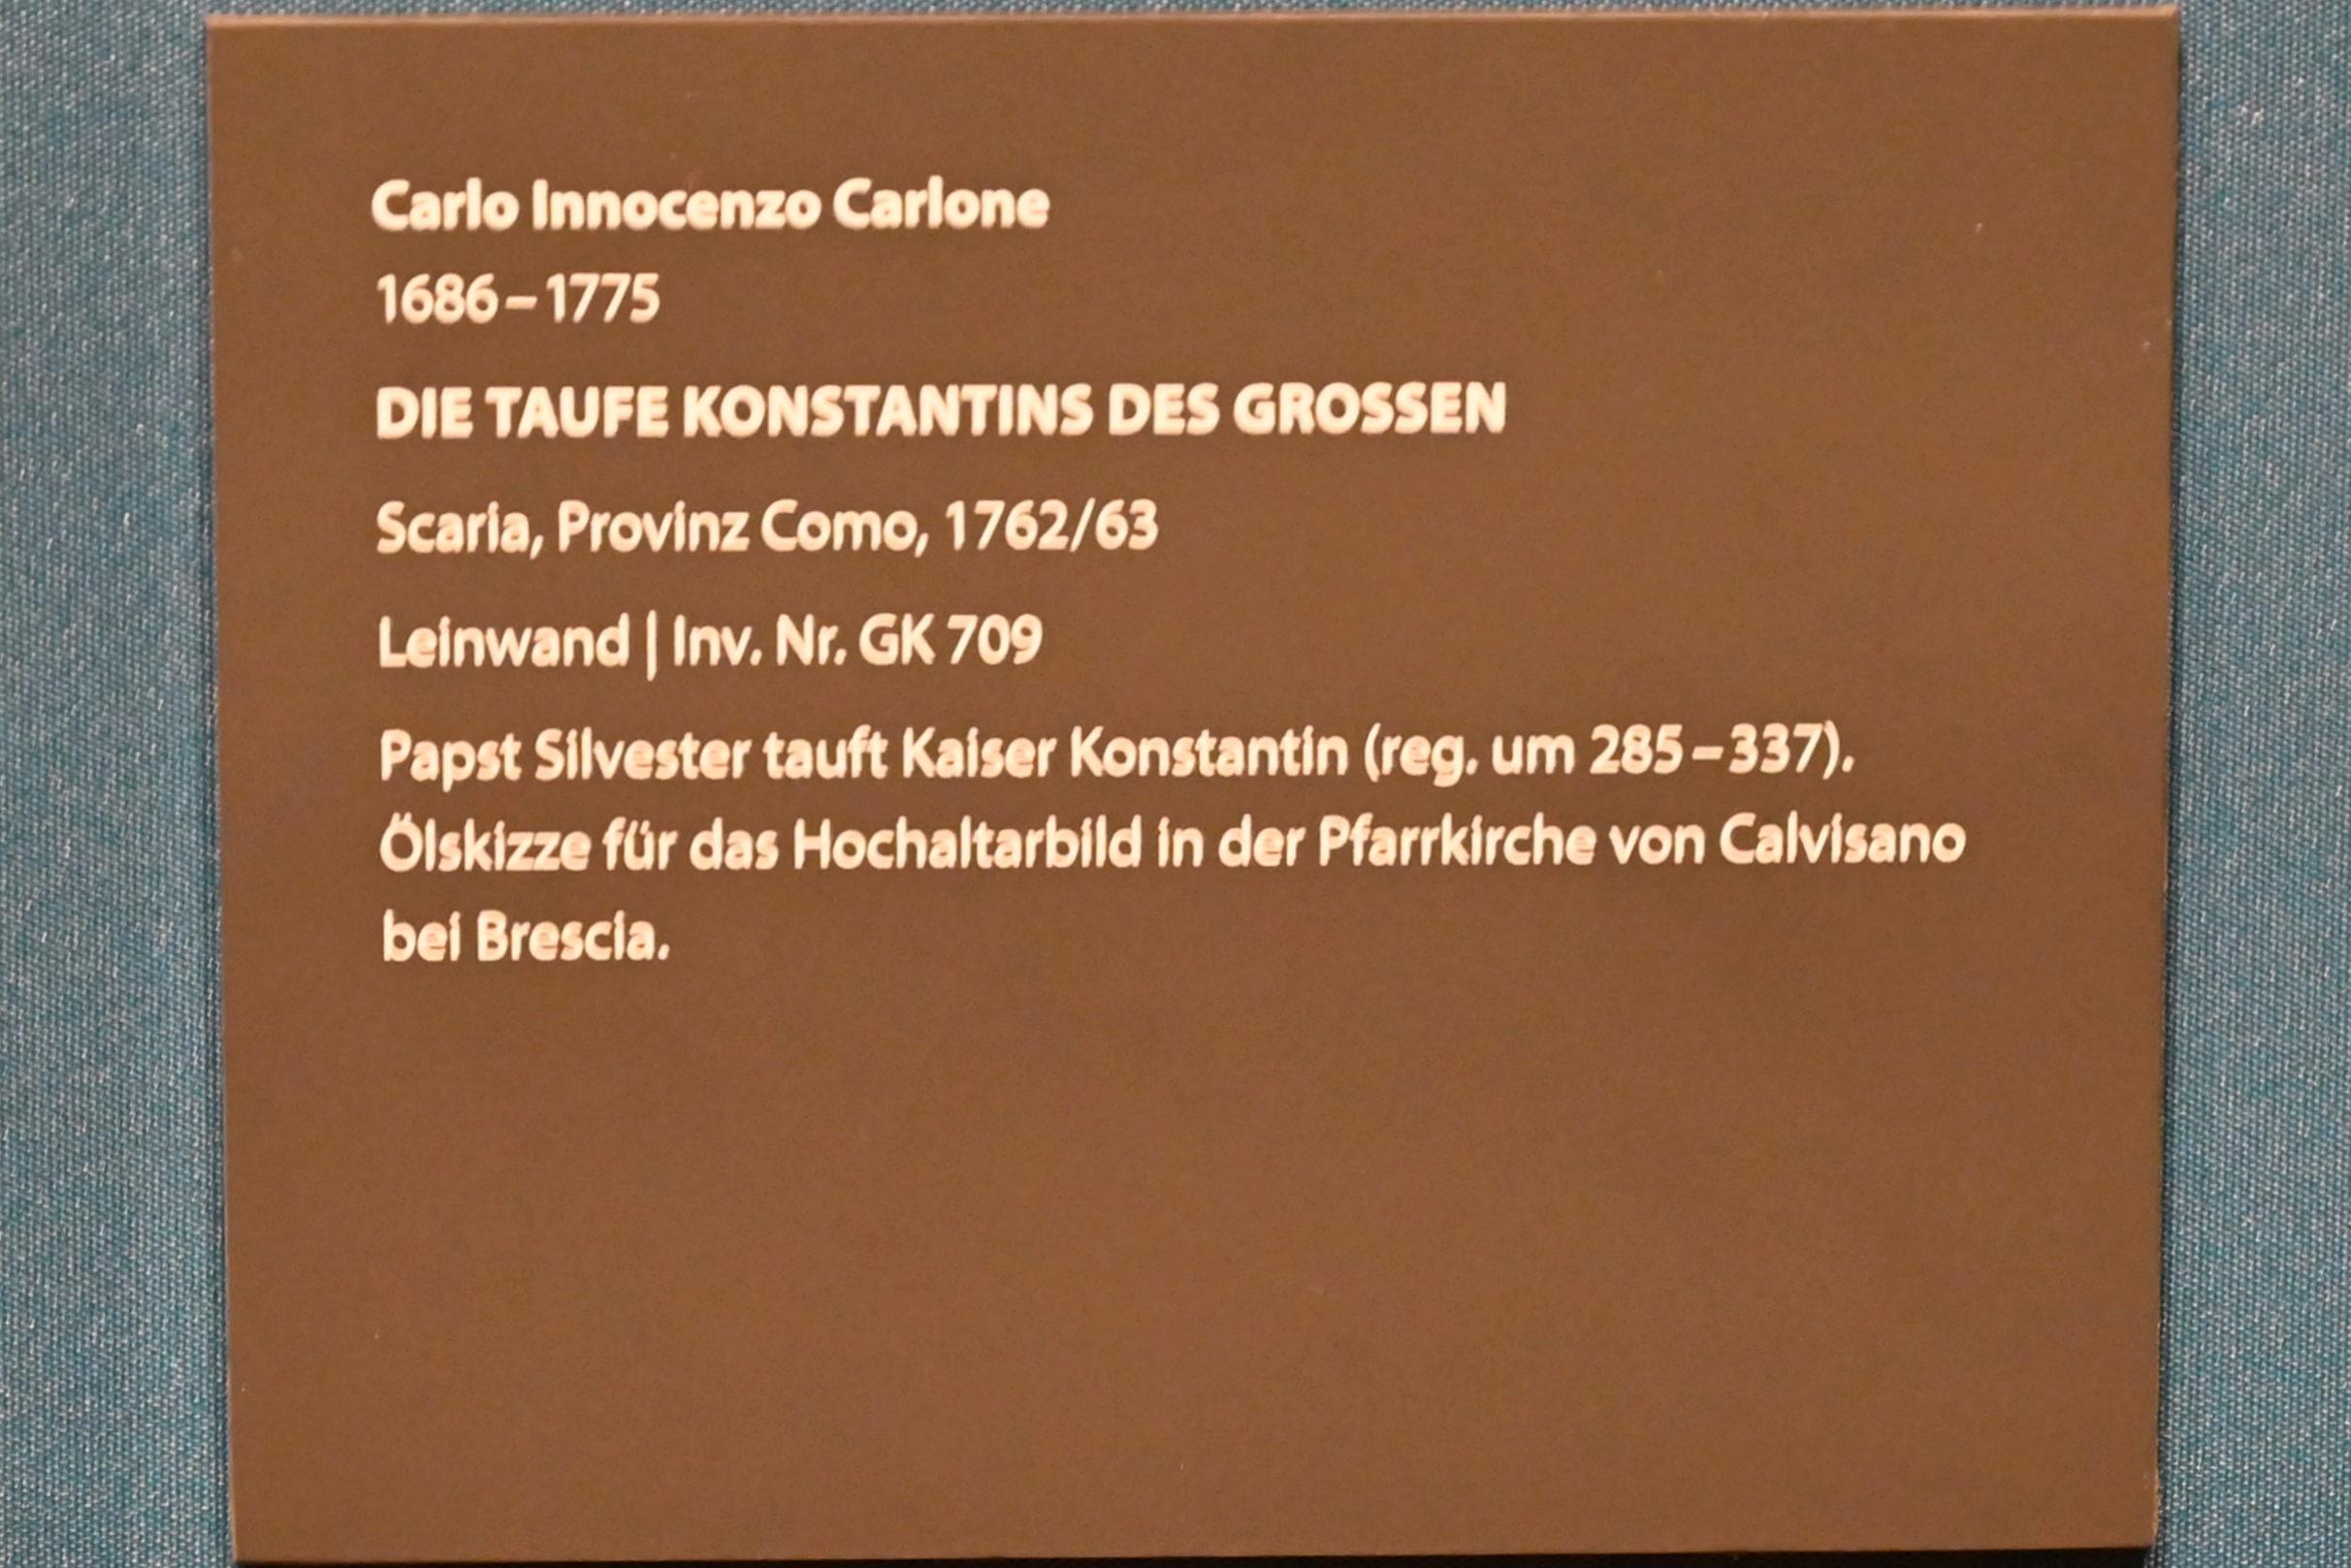 Carlo Innocenzo Carlone
1686 – 1775
DIE TAUFE KONSTANTINS DES GROSSEN
Scaria, Provinz Como, 1762/63
Leinwand | Inv. Nr. GK 709
Papst Silvester tauft Kaiser Konstantin (reg. um 285 – 337).
Ölskizze für das Hochaltarbild in der Pfarrkirche von Calvisano
bei Brescia.